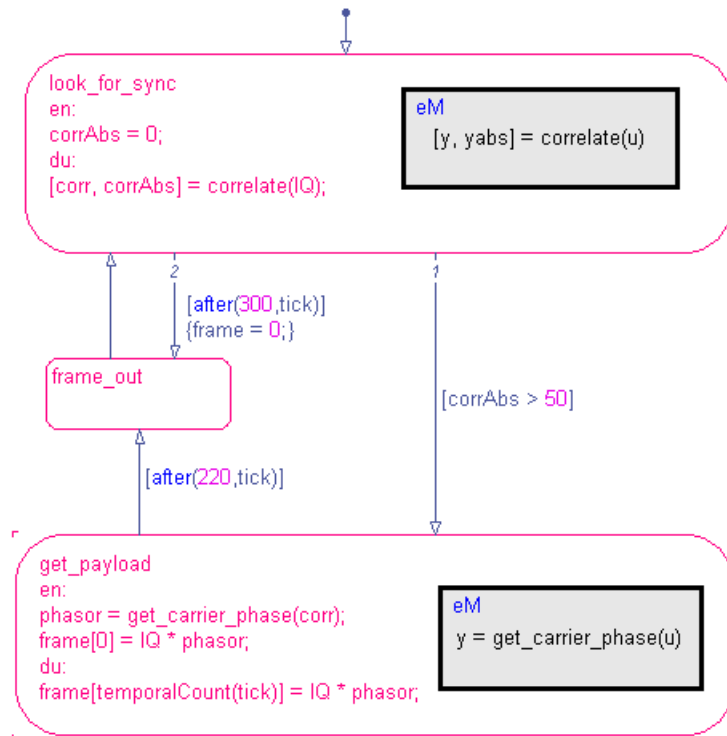 look_for_sync
en:
corrAbs = 0;
du:
[corr, corrAbs] = correlate(IQ);
eM
[y, yabs] = correlate(u)
2
1
[after(300,tick)]
{frame = 0;}
frame_out
[corrAbs > 50]
[after(220,tick)]
get_payload
en:
phasor = get_carrier_phase(corr);
frame[0] = IQ * phasor;
du:
frame[temporalCount(tick)] = IQ * phasor;
eM
y = get_carrier_phase(u)